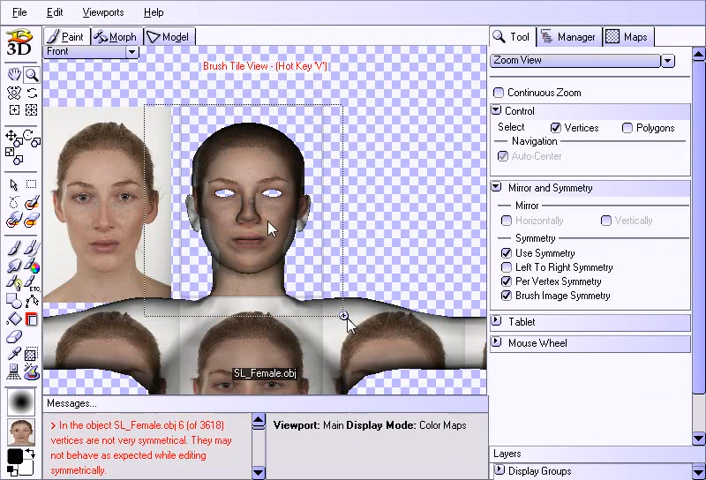 File Edit Viewports Help
3D
Paint Morph Model
Tool Manager Maps
Front
Zoom View
Brush Tile View - (Hot Key 'V')
Continuous Zoom
Control
Select Vertices Polygons
Navigation
Auto-Center
Mirror and Symmetry
Mirror
Horizontally Vertically
Symmetry
Use Symmetry
Left To Right Symmetry
Per Vertex Symmetry
Brush Image Symmetry
Tablet
Mouse Wheel
ETC
SL_Female.obj
Messages...
> In the object SL_Female.obj 6 (of 3618)
vertices are not very symmetrical. They may
not behave as expected while editing
symmetrically.
Viewport: Main Display Mode: Color Maps
Layers
Display Groups